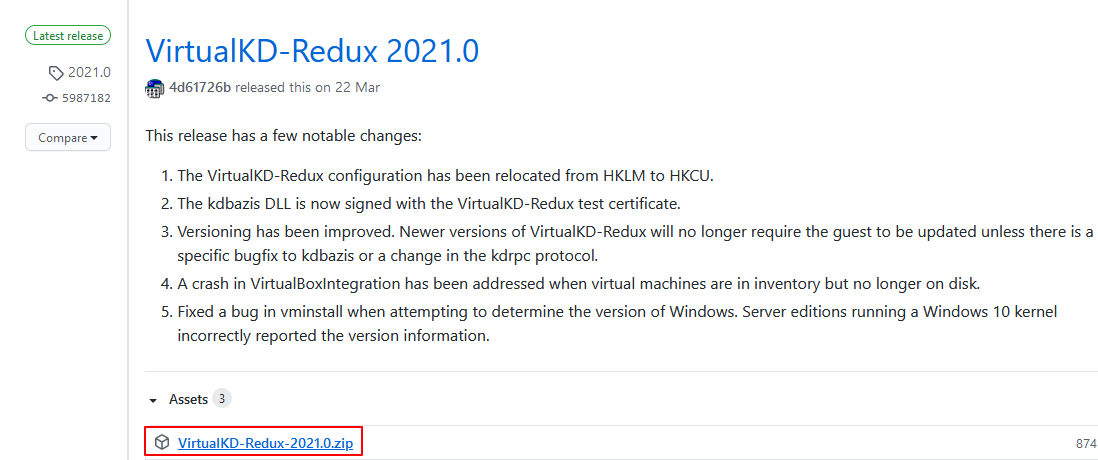 Latest release
VirtualKD-Redux 2021.0
2021.0
4d61726b released this on 22 Mar
5987182
Compare
This release has a few notable changes:
1. The VirtualKD-Redux configuration has been relocated from HKLM to HKCU.
2. The kdbazis DLL is now signed with the VirtualKD-Redux test certificate.
3. Versioning has been improved. Newer versions of VirtualKD-Redux will no longer require the guest to be updated unless there is a
specific bugfix to kdbazis or a change in the kdrpc protocol.
4. A crash in VirtualBoxIntegration has been addressed when virtual machines are in inventory but no longer on disk.
5. Fixed a bug in vminstall when attempting to determine the version of Windows. Server editions running a Windows 10 kernel
incorrectly reported the version information.
Assets 3
VirtualKD-Redux-2021.0.zip 874